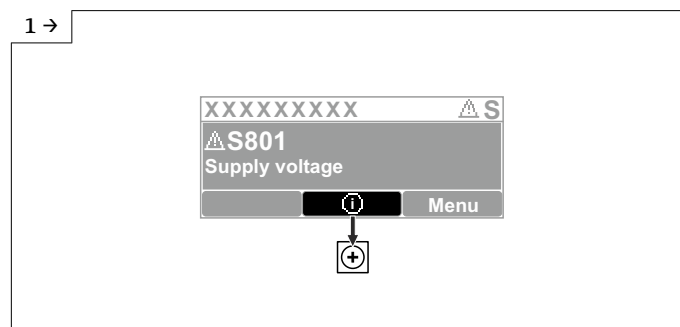 1 →
XXXXXXXXX ⚠ S
⚠S801
Supply voltage
ⓘ Menu
+